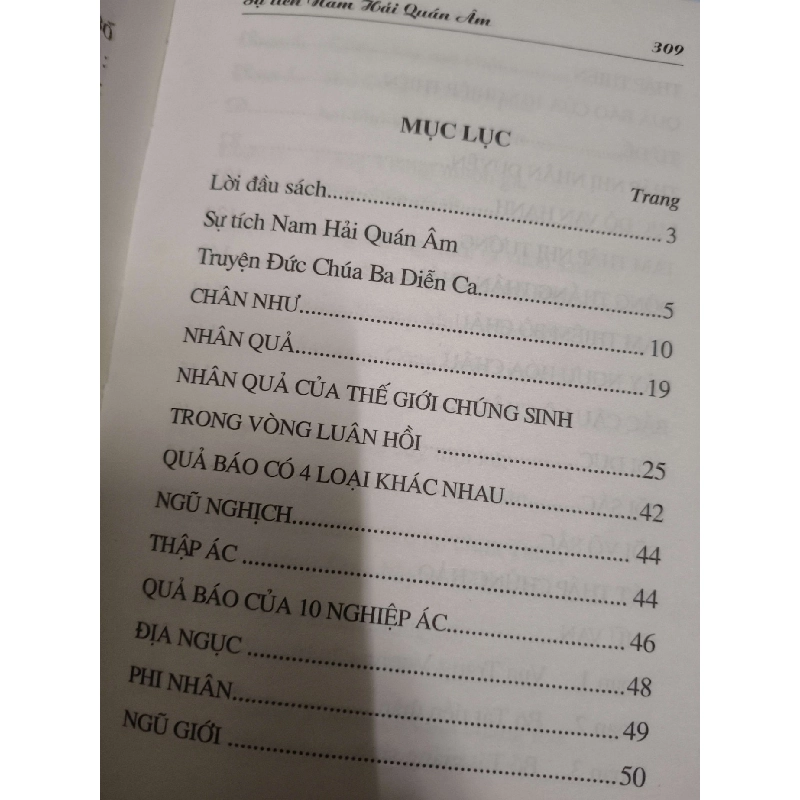 Sự tích Nam Hải Quán Âm
309
MỤC LỤC
Trang
Lời đầu sách........................................................ 3
Sự tích Nam Hải Quán Âm
Truyện Đức Chúa Ba Diễn Ca..............................5
CHÂN NHƯ........................................................ 10
NHÂN QUẢ........................................................ 19
NHÂN QUẢ CỦA THẾ GIỚI CHÚNG SINH
TRONG VÒNG LUÂN HỒI ................................25
QUẢ BÁO CÓ 4 LOẠI KHÁC NHAU....................42
NGŨ NGHỊCH..................................................... 44
THẬP ÁC ........................................................... 44
QUẢ BÁO CỦA 10 NGHIỆP ÁC........................... 46
ĐỊA NGỤC ......................................................... 48
PHI NHÂN.......................................................... 49
NGŨ GIỚI .......................................................... 50